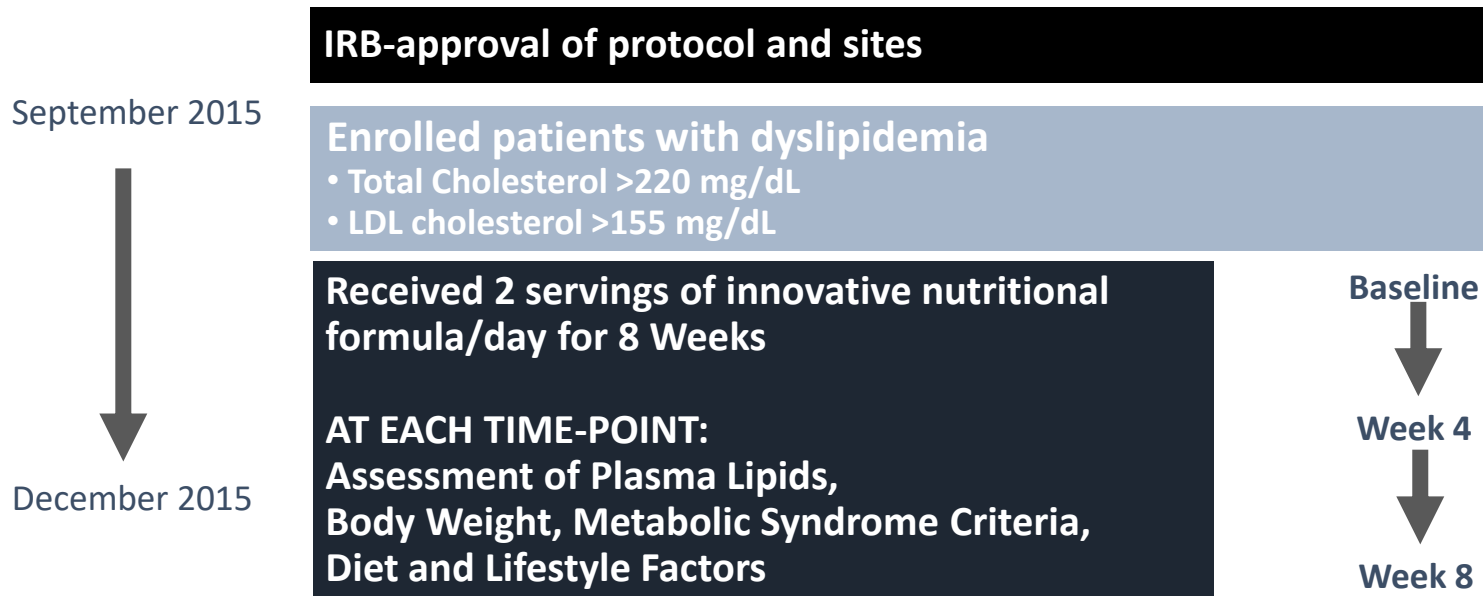 IRB-approval of protocol and sites
September 2015
Enrolled patients with dyslipidemia
• Total Cholesterol >220 mg/dL
• LDL cholesterol >155 mg/dL
Received 2 servings of innovative nutritional
formula/day for 8 Weeks
AT EACH TIME-POINT:
Assessment of Plasma Lipids,
Body Weight, Metabolic Syndrome Criteria,
Diet and Lifestyle Factors
December 2015
Baseline
Week 4
Week 8